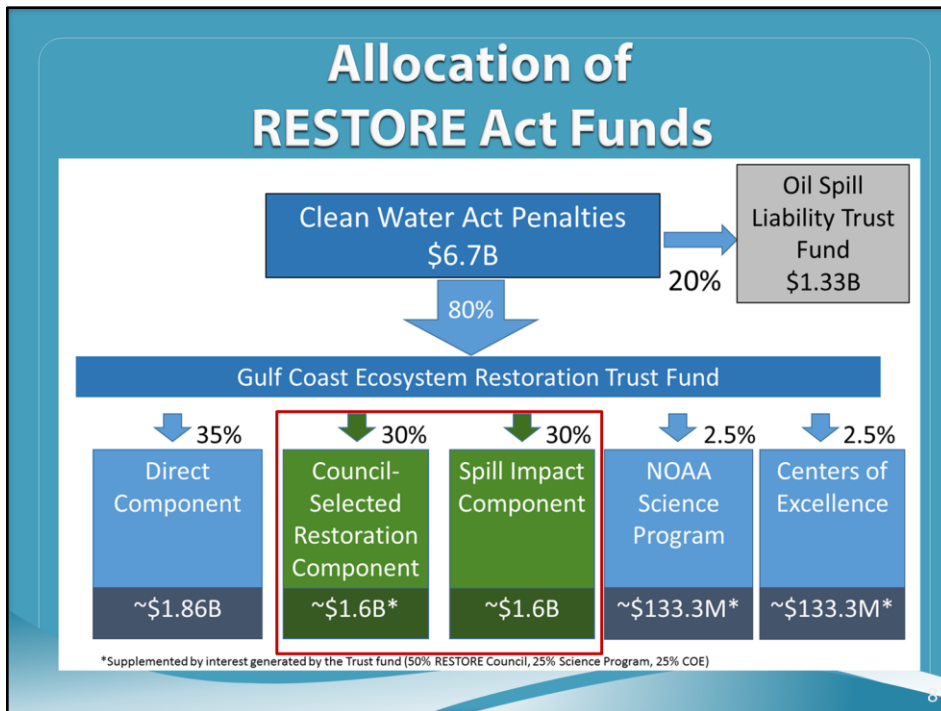 Allocation of
RESTORE Act Funds
Clean Water Act Penalties
$6.7B
20%
Oil Spill
Liability Trust
Fund
$1.33B
80%
Gulf Coast Ecosystem Restoration Trust Fund
35%
Direct
Component
~$1.86B
30%
Council-
Selected
Restoration
Component
~$1.6B*
30%
Spill Impact
Component
~$1.6B
2.5%
NOAA
Science
Program
~$133.3M*
2.5%
Centers of
Excellence
~$133.3M*
*Supplemented by interest generated by the Trust fund (50% RESTORE Council, 25% Science Program, 25% COE)
8